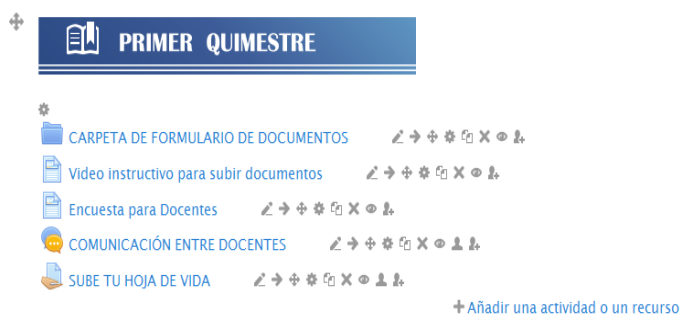 PRIMER QUIMESTRE
CARPETA DE FORMULARIO DE DOCUMENTOS
Video instructivo para subir documentos
Encuesta para Docentes
COMUNICACIÓN ENTRE DOCENTES
SUBE TU HOJA DE VIDA
Añadir una actividad o un recurso